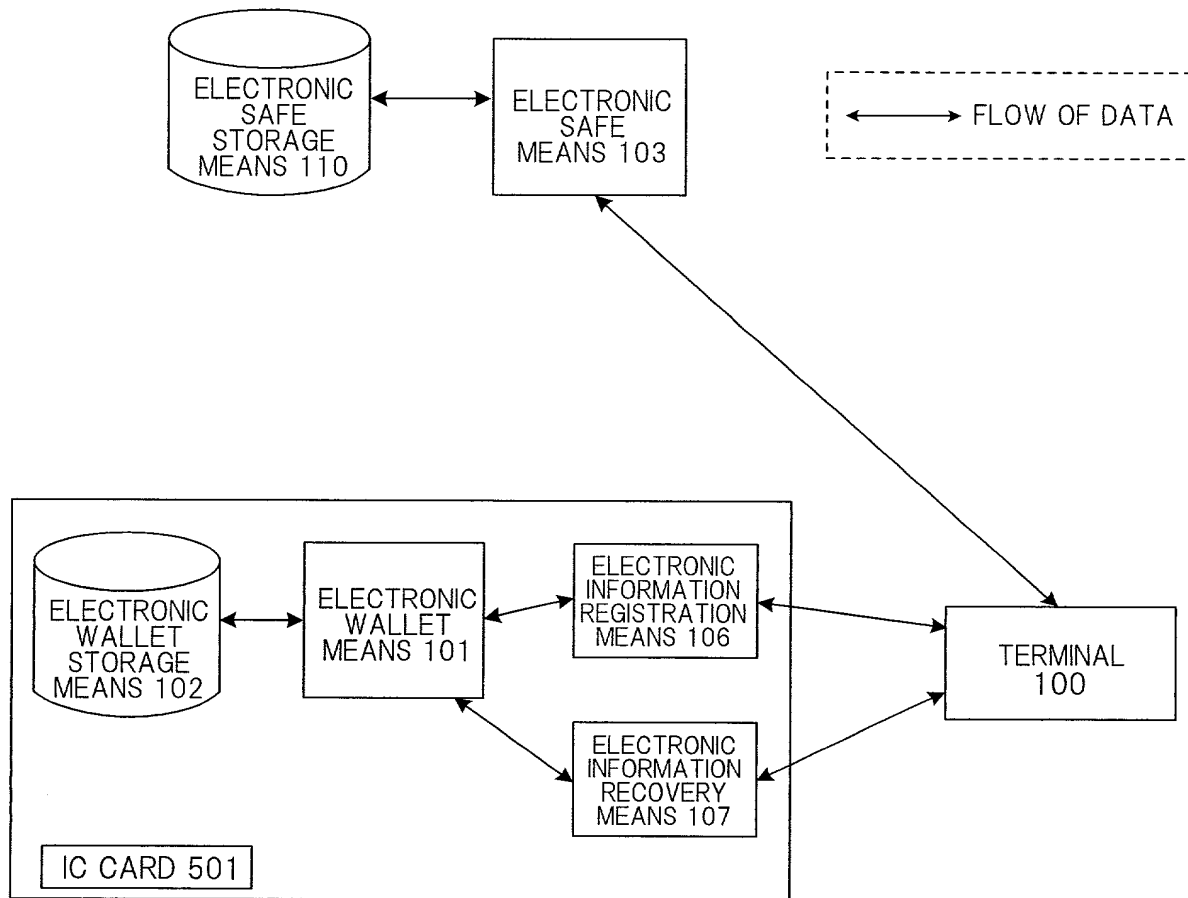 ELECTRONIC
SAFE
STORAGE
MEANS 110
ELECTRONIC
SAFE
MEANS 103
FLOW OF DATA
ELECTRONIC
WALLET
STORAGE
MEANS 102
ELECTRONIC
WALLET
MEANS 101
ELECTRONIC
INFORMATION
REGISTRATION
MEANS 106
ELECTRONIC
INFORMATION
RECOVERY
MEANS 107
TERMINAL
100
IC CARD 501